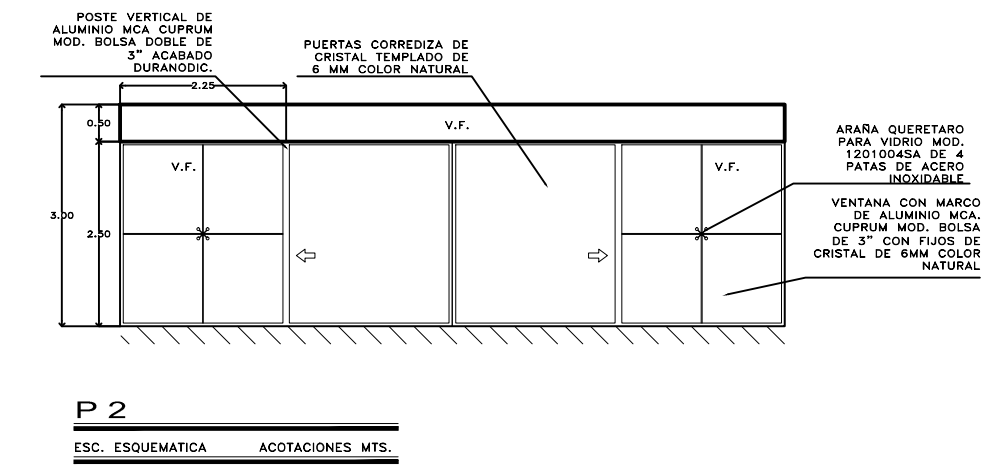 POSTE VERTICAL DE
ALUMINIO MCA CUPRUM
MOD. BOLSA DOBLE DE
3" ACABADO
DURANODIC.
PUERTAS CORREDIZA DE
CRISTAL TEMPLADO DE
6 MM COLOR NATURAL
2.25
0.50
V.F.
ARAÑA QUERETARO
PARA VIDRIO MOD.
1201004SA DE 4
PATAS DE ACERO
INOXIDABLE
V.F.
V.F.
3.00
2.50
VENTANA CON MARCO
DE ALUMINIO MCA.
CUPRUM MOD. BOLSA
DE 3" CON FIJOS DE
CRISTAL DE 6MM COLOR
NATURAL
P 2
ESC. ESQUEMATICA ACOTACIONES MTS.